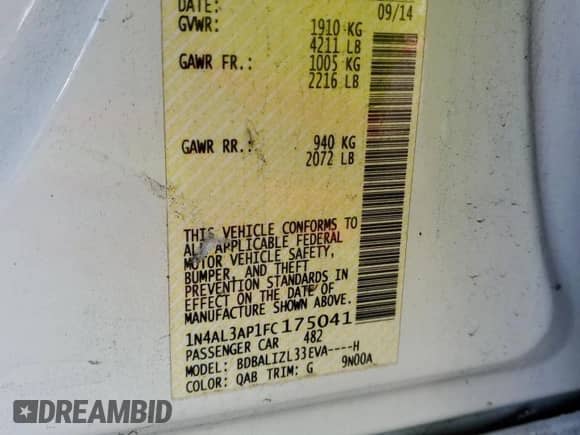 DATE: 09/14
GVWR: 1910 KG
4211 LB
GAWR FR.: 1005 KG
2216 LB
GAWR RR.: 940 KG
2072 LB
THIS VEHICLE CONFORMS TO
ALL APPLICABLE FEDERAL
MOTOR VEHICLE SAFETY,
BUMPER, AND THEFT
PREVENTION STANDARDS IN
EFFECT ON THE DATE OF
MANUFACTURE SHOWN ABOVE.
1N4AL3AP1FC175041
PASSENGER CAR 482
MODEL: BDBALIZL33EVA----H
COLOR: QAB TRIM: G 9N00A
DREAMBID